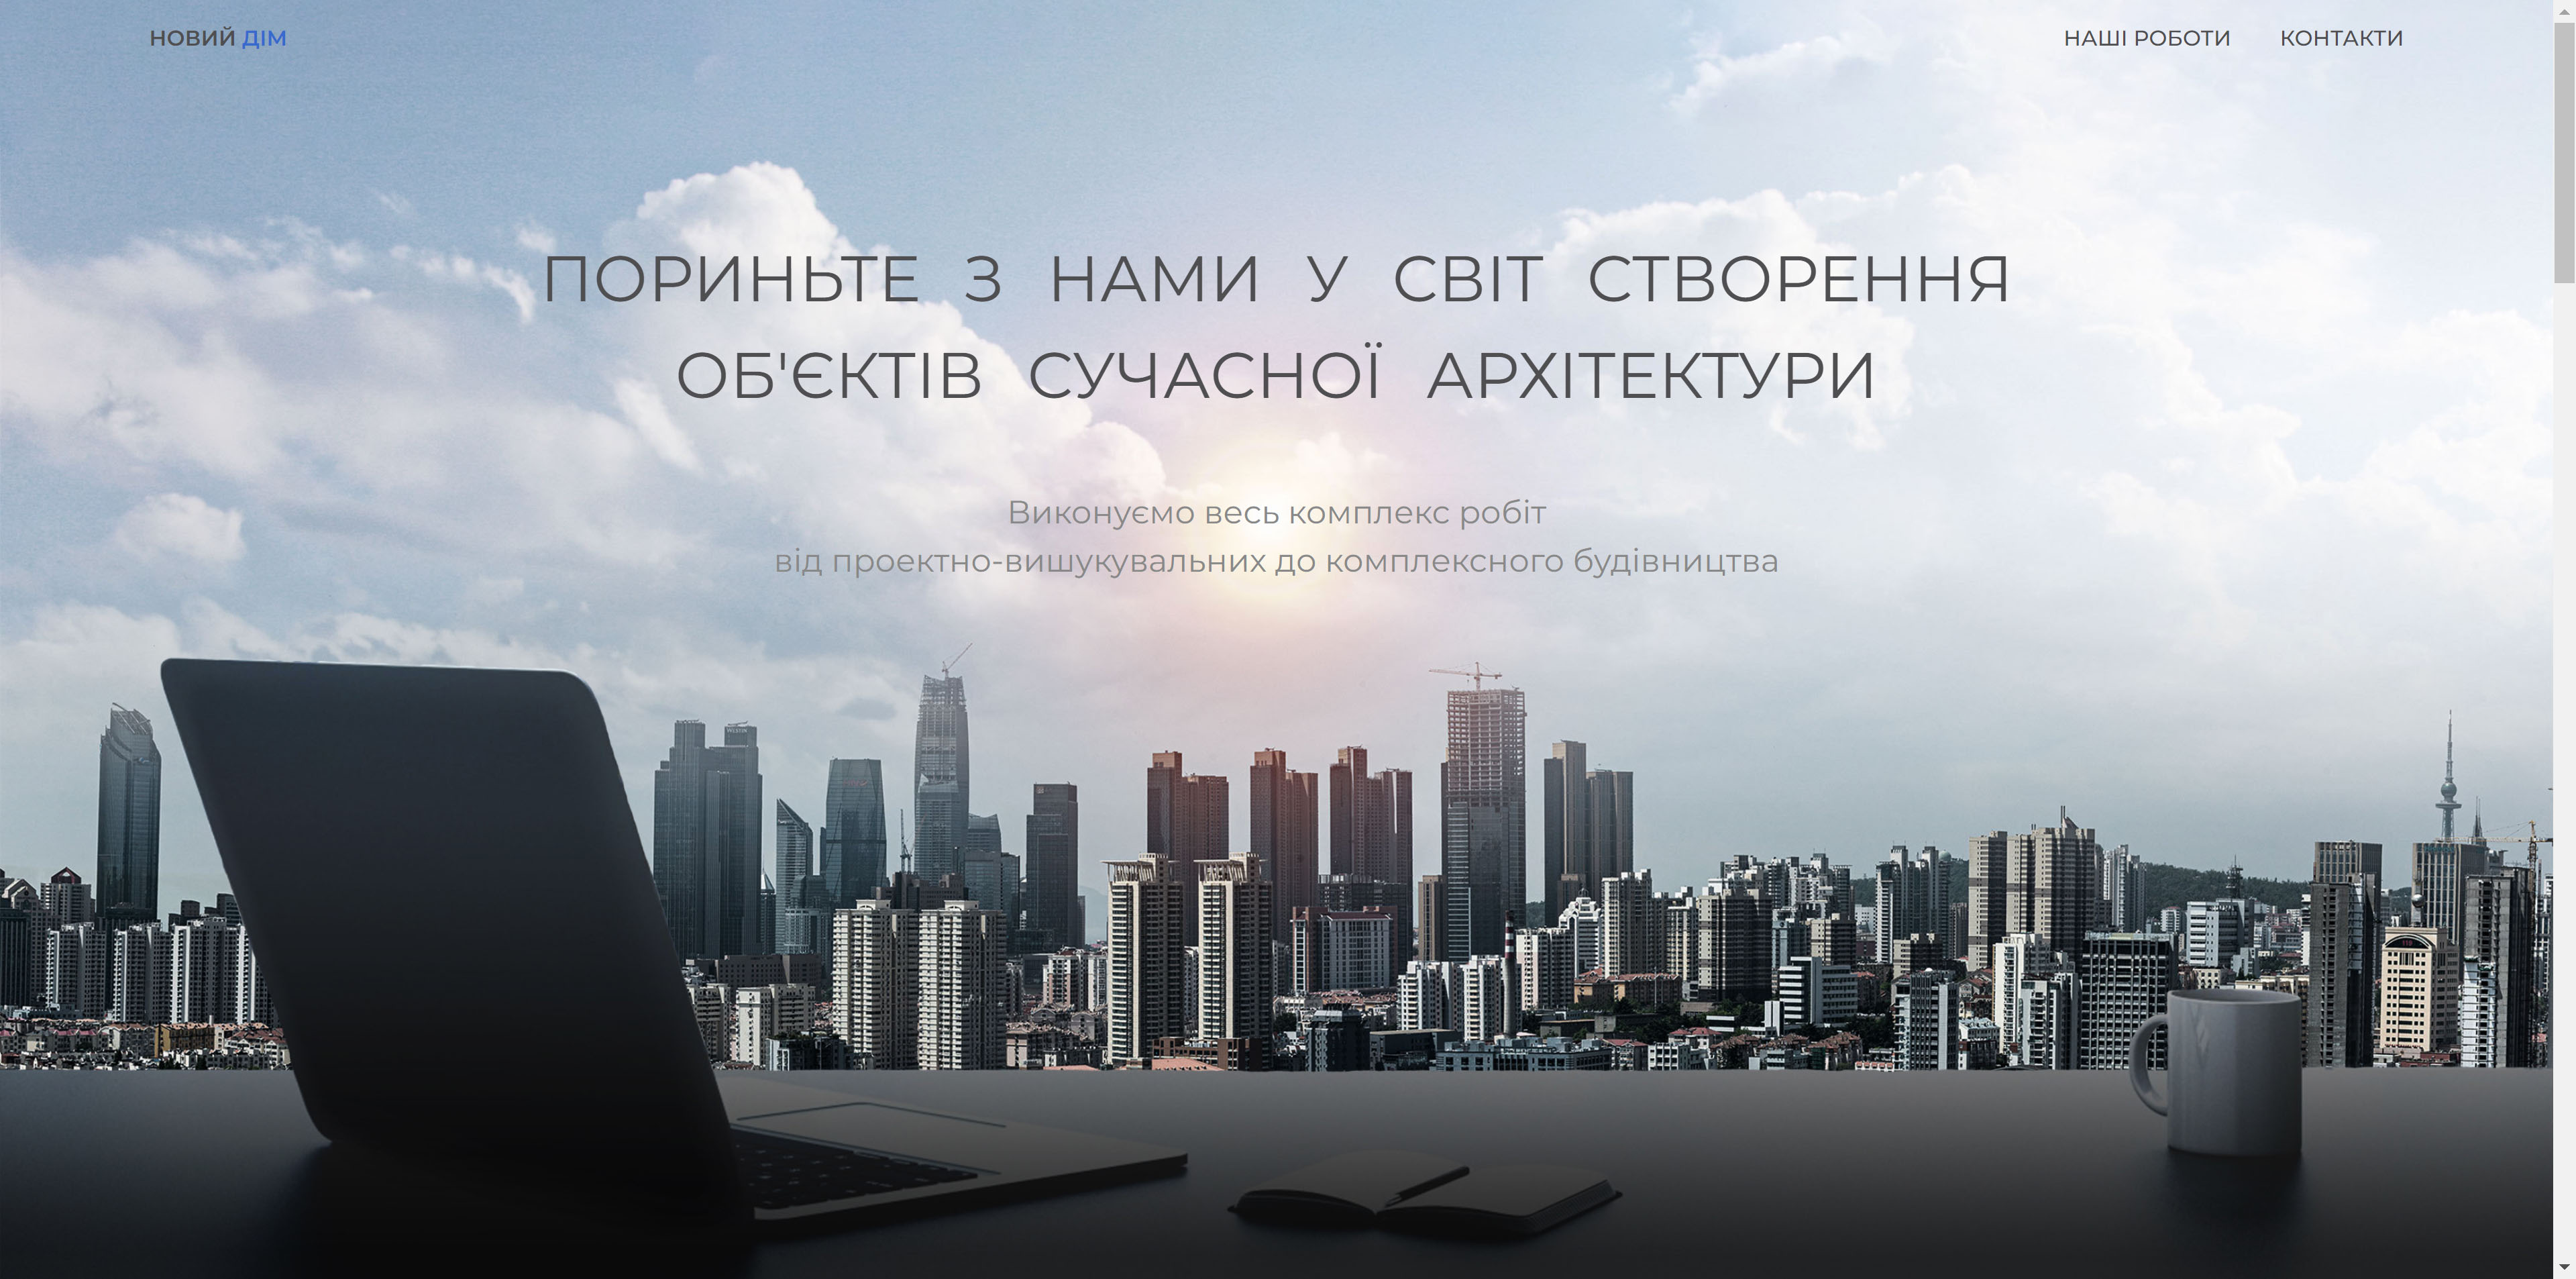 НОВИЙ ДІМ
НАШІ РОБОТИ
КОНТАКТИ
ПОРИНЬТЕ З НАМИ У СВІТ СТВОРЕННЯ
ОБ'ЄКТІВ СУЧАСНОЇ АРХІТЕКТУРИ
Виконуємо весь комплекс робіт
від проектно-вишукувальних до комплексного будівництва